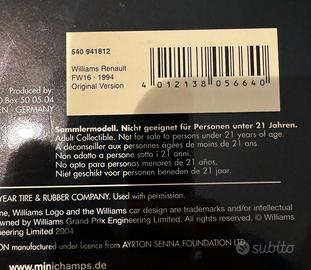 540 941812
Williams Renault
FW16 · 1994
Original Version
4 012138 056640
Produced by:
O Box 50 05 04
EN · GERMANY
Sammlermodell. Nicht geeignet für Personen unter 21 Jahren.
Adult Collectible. Not for sale to persons under 21 years of age.
A déconseiller aux personnes âgées de moins de 21 ans.
Non adatto a persone sotto i 21 anni.
No apto para personas menores de 21 años.
Niet geschikt voor personen beneden de 21 jaar.
YEAR TIRE & RUBBER COMPANY. Used with permission.
me, Williams Logo and the Williams car design are trademarks and/or intellectual
owned by Williams Grand Prix Engineering Limited. All rights reserved. © Williams
ineering Limited 2004.
ON manufactured under licence from AYRTON SENNA FOUNDATION LTD.
www.minichamps.de
subito